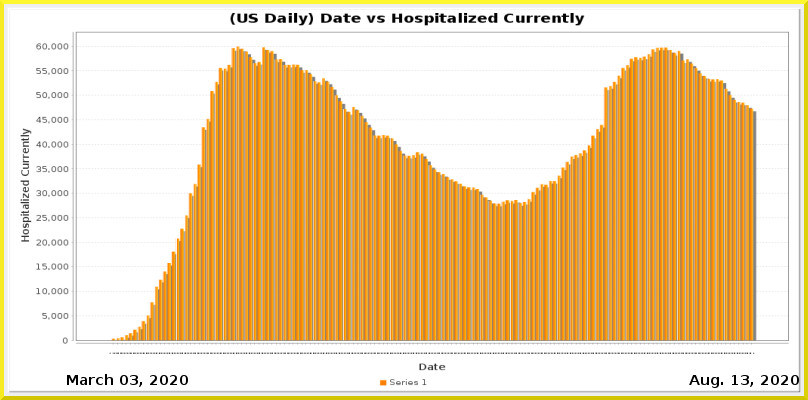 (US Daily) Date vs Hospitalized Currently
60,000
55,000
50,000
45,000
40,000
35,000
30,000
25,000
20,000
15,000
10,000
5,000
0
Hospitalized Currently
Date
March 03, 2020
Aug. 13, 2020
Series 1